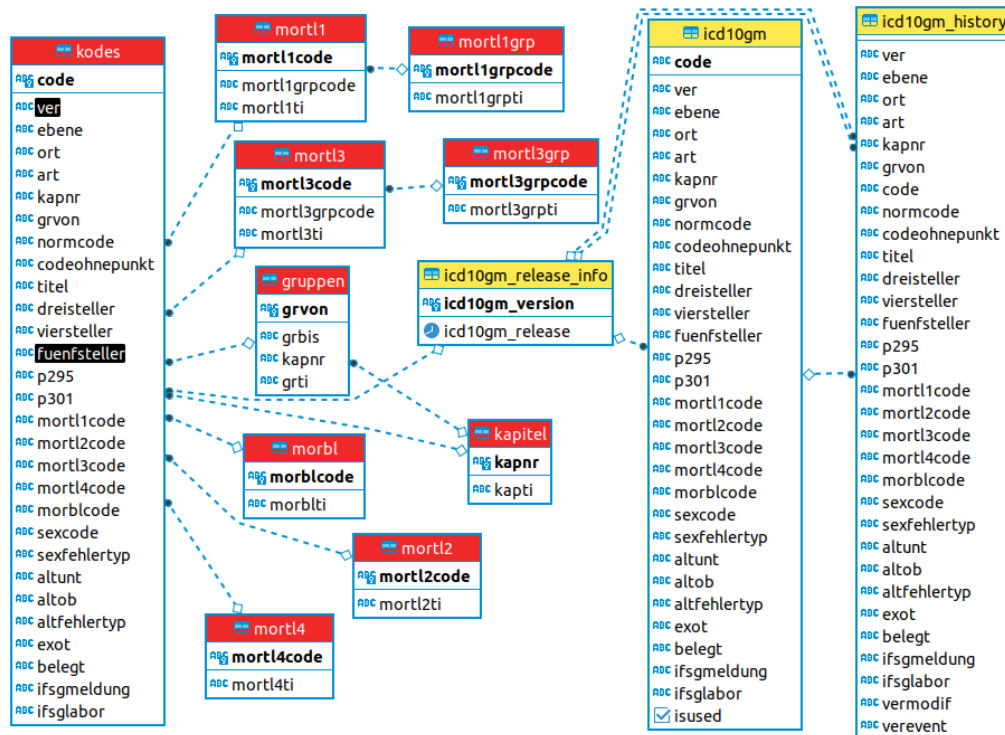 kodes
code
ver
ebene
ort
art
kapnr
grvon
normcode
codeohnepunkt
titel
dreisteller
viersteller
fuenfsteller
p295
p301
mortl1code
mortl2code
mortl3code
mortl4code
morblcode
sexcode
sexfehlertyp
altunt
altob
altfehlertyp
exot
belegt
ifsgmeldung
ifsglabor
mortl1
mortl1code
mortl1grpcode
mortl1ti
mortl1grp
mortl1grpcode
mortl1grpti
mortl3
mortl3code
mortl3grpcode
mortl3ti
mortl3grp
mortl3grpcode
mortl3grpti
gruppen
grvon
grbis
kapnr
grti
icd10gm_release_info
icd10gm_version
icd10gm_release
morbl
morblcode
morblti
kapitel
kapnr
kapti
mortl2
mortl2code
mortl2ti
mortl4
mortl4code
mortl4ti
icd10gm
code
ver
ebene
ort
art
kapnr
grvon
normcode
codeohnepunkt
titel
dreisteller
viersteller
fuenfsteller
p295
p301
mortl1code
mortl2code
mortl3code
mortl4code
morblcode
sexcode
sexfehlertyp
altunt
altob
altfehlertyp
exot
belegt
ifsgmeldung
ifsglabor
isused
icd10gm_history
ver
ebene
ort
art
kapnr
grvon
code
normcode
codeohnepunkt
titel
dreisteller
viersteller
fuenfsteller
p295
p301
mortl1code
mortl2code
mortl3code
mortl4code
morblcode
sexcode
sexfehlertyp
altunt
altob
altfehlertyp
exot
belegt
ifsgmeldung
ifsglabor
vermodif
verevent